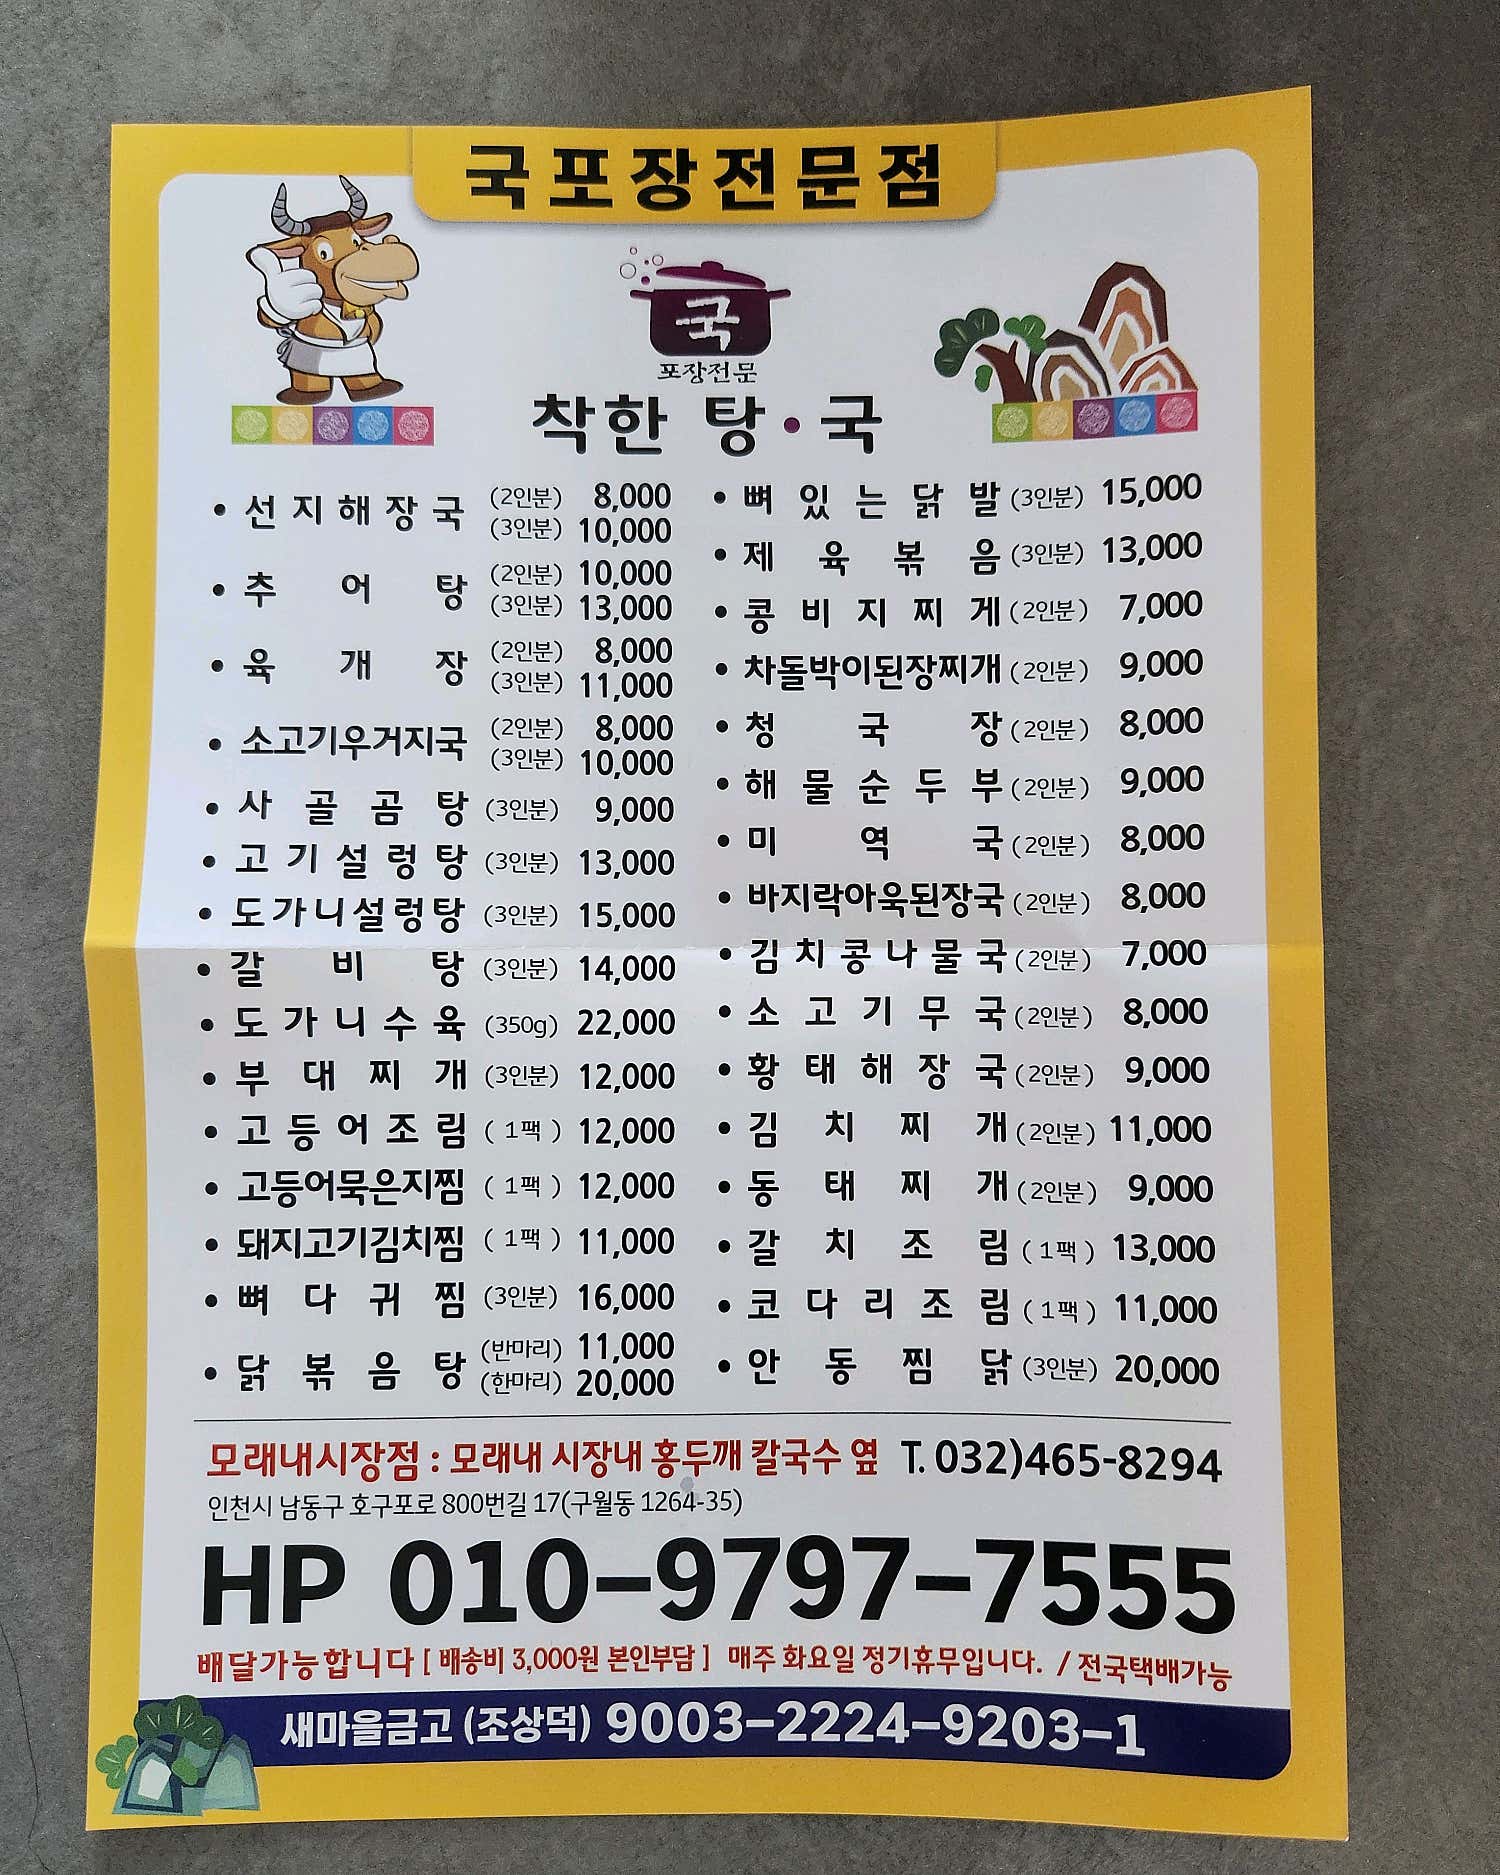 국포장전문점
국
포장전문
착한 탕·국
• 선지해장국 (2인분) 8,000
(3인분) 10,000
• 추어탕 (2인분) 10,000
(3인분) 13,000
• 육개장 (2인분) 8,000
(3인분) 11,000
• 소고기우거지국 (2인분) 8,000
(3인분) 10,000
• 사골곰탕 (3인분) 9,000
• 고기설렁탕 (3인분) 13,000
• 도가니설렁탕 (3인분) 15,000
• 갈비탕 (3인분) 14,000
• 도가니수육 (350g) 22,000
• 부대찌개 (3인분) 12,000
• 고등어조림 (1팩) 12,000
• 고등어묵은지찜 (1팩) 12,000
• 돼지고기김치찜 (1팩) 11,000
• 뼈다귀찜 (3인분) 16,000
• 닭볶음탕 (반마리) 11,000
(한마리) 20,000
• 뼈있는닭발 (3인분) 15,000
• 제육볶음 (3인분) 13,000
• 콩비지찌게 (2인분) 7,000
• 차돌박이된장찌개 (2인분) 9,000
• 청국장 (2인분) 8,000
• 해물순두부 (2인분) 9,000
• 미역국 (2인분) 8,000
• 바지락아욱된장국 (2인분) 8,000
• 김치콩나물국 (2인분) 7,000
• 소고기무국 (2인분) 8,000
• 황태해장국 (2인분) 9,000
• 김치찌개 (2인분) 11,000
• 동태찌개 (2인분) 9,000
• 갈치조림 (1팩) 13,000
• 코다리조림 (1팩) 11,000
• 안동찜닭 (3인분) 20,000
모래내시장점 : 모래내 시장내 홍두깨 칼국수 옆 T. 032)465-8294
인천시 남동구 호구포로 800번길 17(구월동 1264-35)
HP 010-9797-7555
배달가능합니다 [ 배송비 3,000원 본인부담 ] 매주 화요일 정기휴무입니다. / 전국택배가능
새마을금고 (조상덕) 9003-2224-9203-1